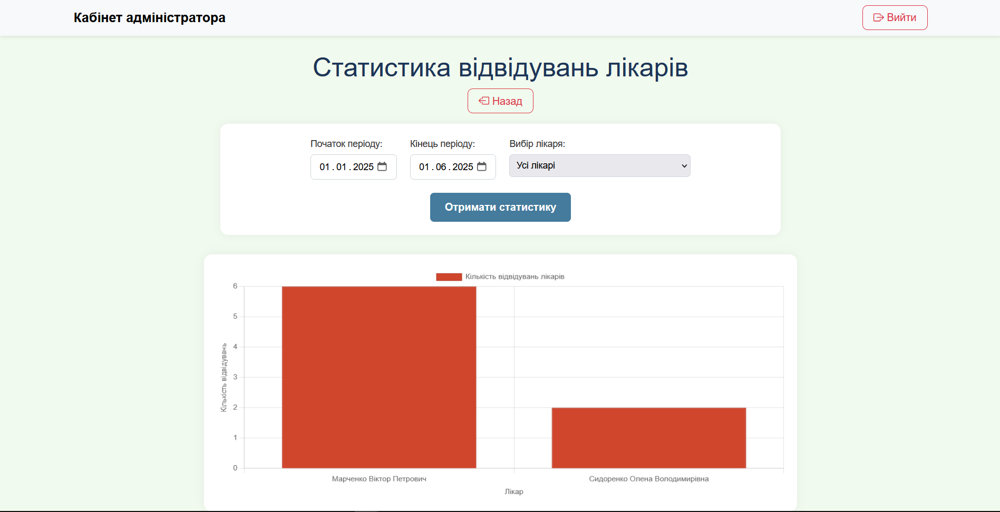 Кабінет адміністратора
Вийти
Статистика відвідувань лікарів
Назад
Початок періоду: Кінець періоду: Вибір лікаря:
01.01.2025 01.06.2025 Усі лікарі
Отримати статистику
Кількість відвідувань лікарів
6
5
4
3
2
1
0
Кількість відвідувань
Марченко Віктор Петрович Сидоренко Олена Володимирівна
Лікар